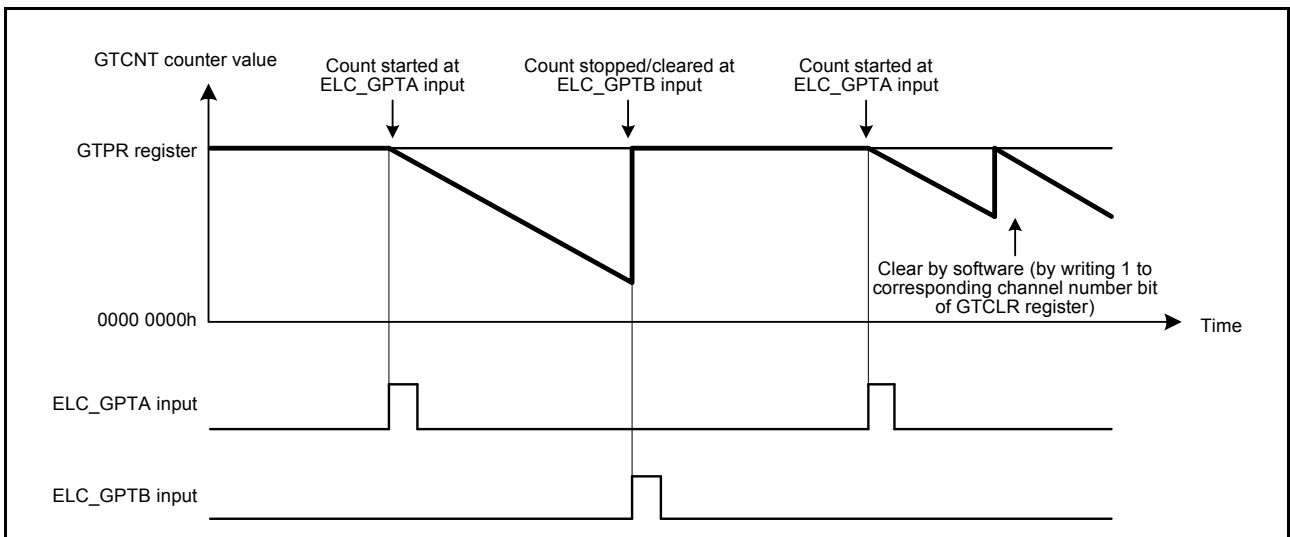 GTCNT counter value
Count started at
ELC_GPTA input
Count stopped/cleared at
ELC_GPTB input
Count started at
ELC_GPTA input
GTPR register
Clear by software (by writing 1 to
corresponding channel number bit
of GTCLR register)
0000 0000h
Time
ELC_GPTA input
ELC_GPTB input